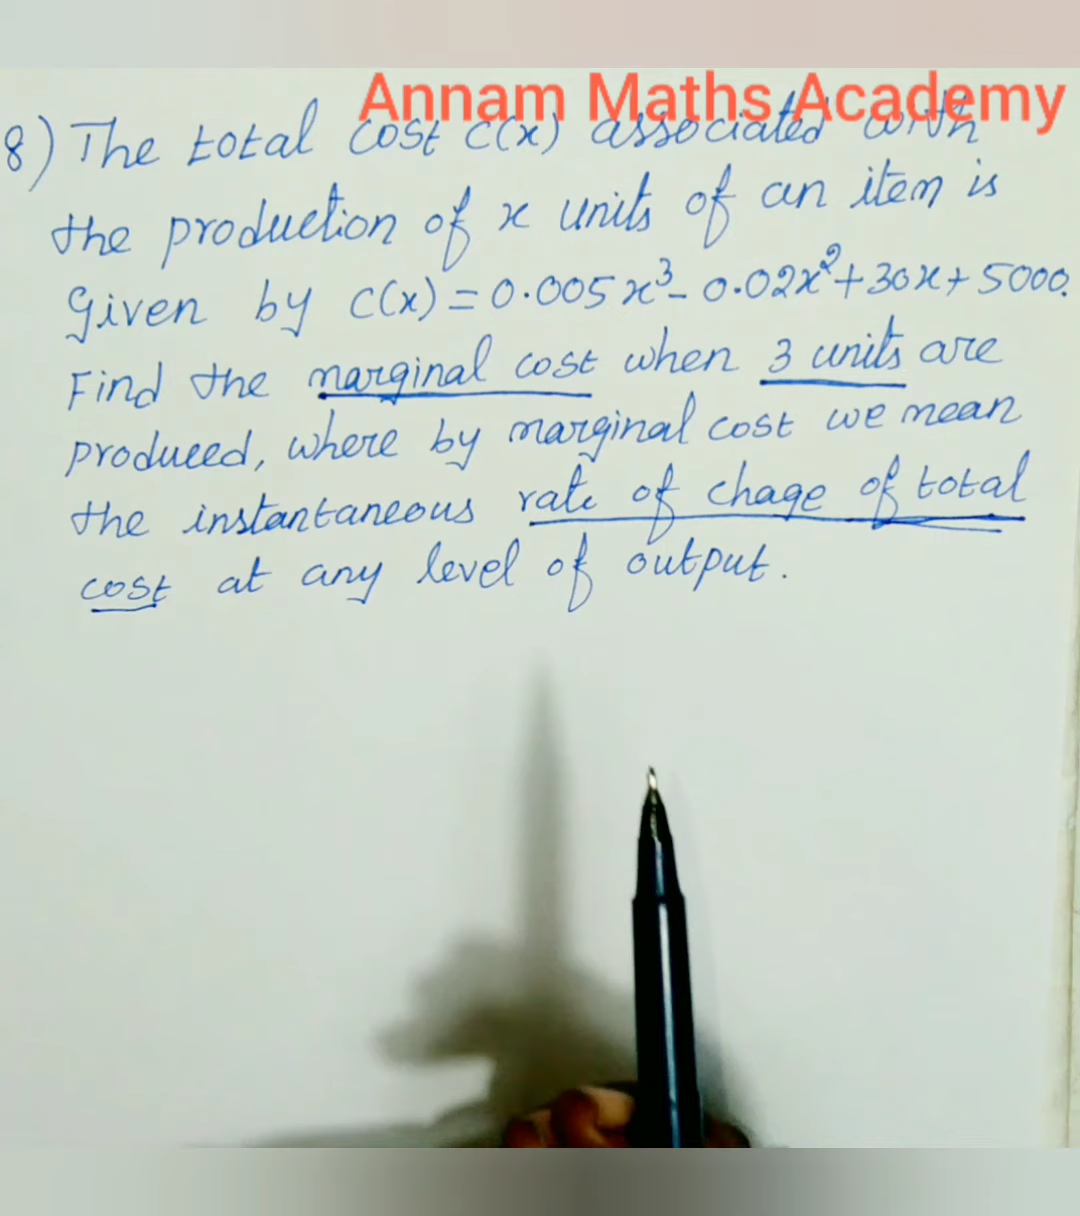 Annam Maths Academy
8) The total cost c(x) associated with
the production of x units of an item is
given by C(x) = 0.005x³ - 0.02x² + 30x + 5000.
Find the marginal cost when 3 units are
produced, where by marginal cost we mean
the instantaneous rate of chage of total
cost at any level of output.